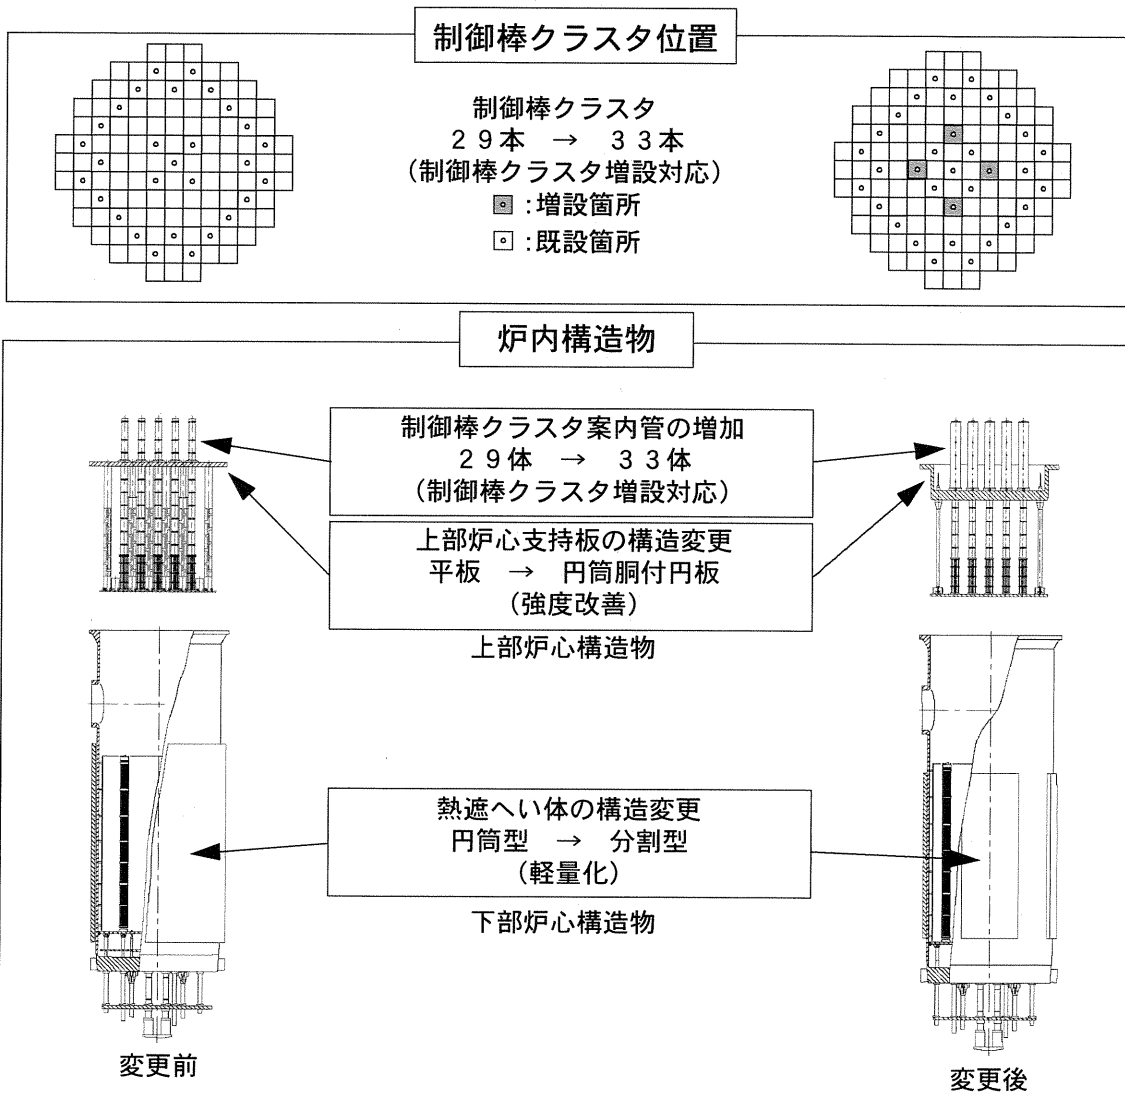 制御棒クラスタ位置
制御棒クラスタ
２９本　→　３３本
（制御棒クラスタ増設対応）
:増設箇所
:既設箇所
炉内構造物
制御棒クラスタ案内管の増加
２９体　→　３３体
（制御棒クラスタ増設対応）
上部炉心支持板の構造変更
平板　→　円筒胴付円板
（強度改善）
上部炉心構造物
熱遮へい体の構造変更
円筒型　→　分割型
（軽量化）
下部炉心構造物
変更前
変更後